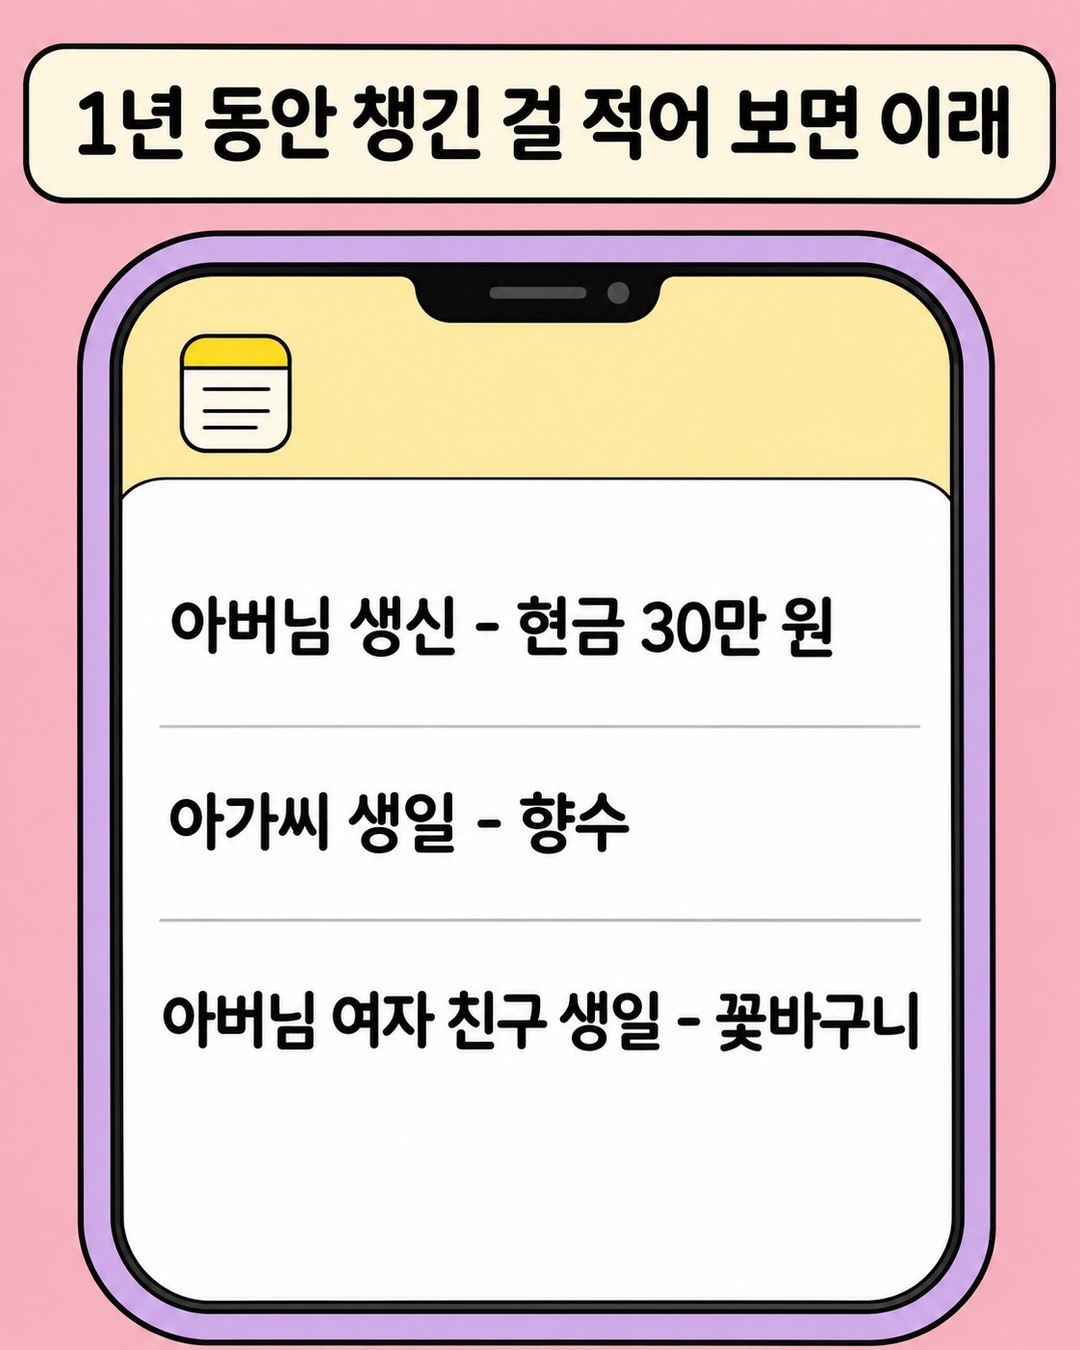 1년 동안 챙긴 걸 적어 보면 이래
아버님 생신 - 현금 30만 원
아가씨 생일 - 향수
아버님 여자 친구 생일 - 꽃바구니